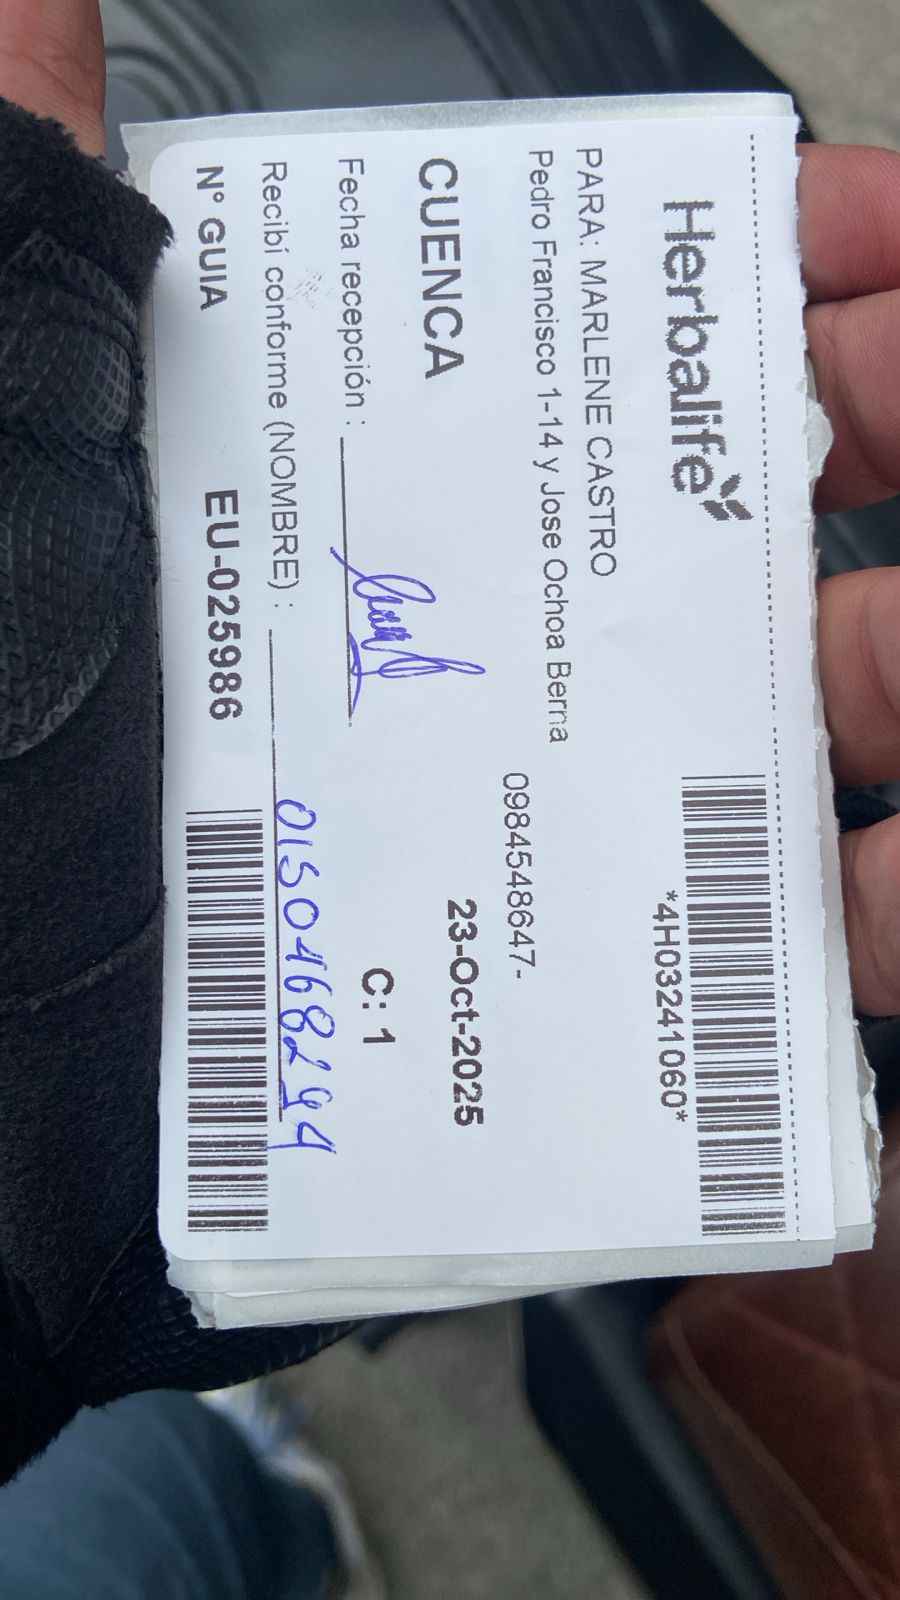 Herbalife
*4H03241060*
PARA: MARLENE CASTRO
Pedro Francisco 1-14 y Jose Ochoa Berna
0984548647-
CUENCA
23-Oct-2025
Fecha recepción :
C: 1
Recibí conforme (NOMBRE) :
0150468294
N° GUIA
EU-025986